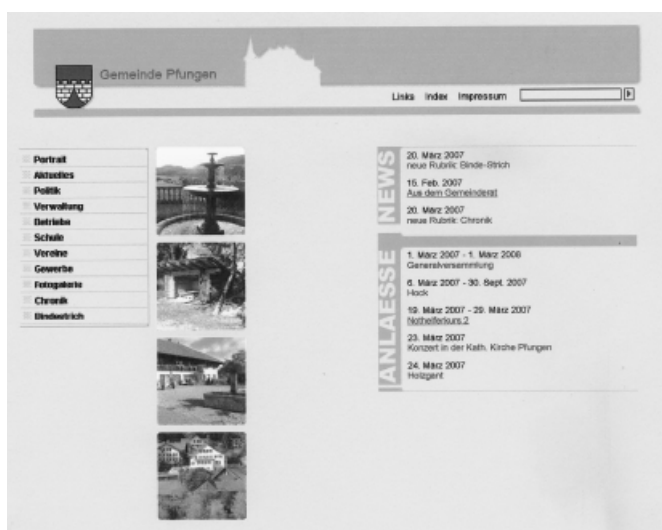 Gemeinde Pfungen
Links Index Impressum
Portrait
Aktuelles
Politik
Verwaltung
Betriebe
Schule
Vereine
Gewerbe
Fotogalerie
Chronik
Bindestrich
NEWS
20. März 2007
neue Rubrik: Binde-Strich
15. Feb. 2007
Aus dem Gemeinderat
20. März 2007
neue Rubrik: Chronik
ANLAESSE
1. März 2007 - 1. März 2008
Generalversammlung
6. März 2007 - 30. Sept. 2007
Hock
19. März 2007 - 29. März 2007
Nothelferkurs 2
23. März 2007
Konzert in der Kath. Kirche Pfungen
24. März 2007
Holzgant